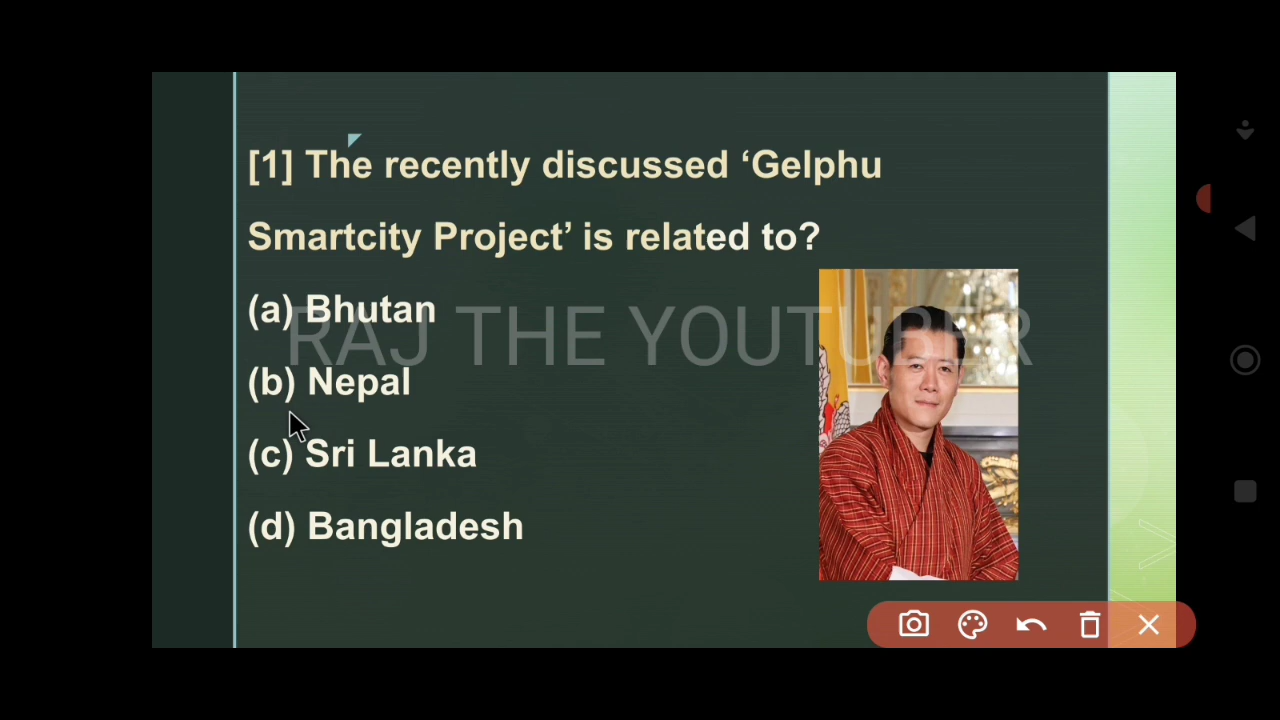 [1] The recently discussed ‘Gelphu
Smartcity Project’ is related to?
(a) Bhutan
RAJ THE YOUTUBER
(b) Nepal
(c) Sri Lanka
(d) Bangladesh